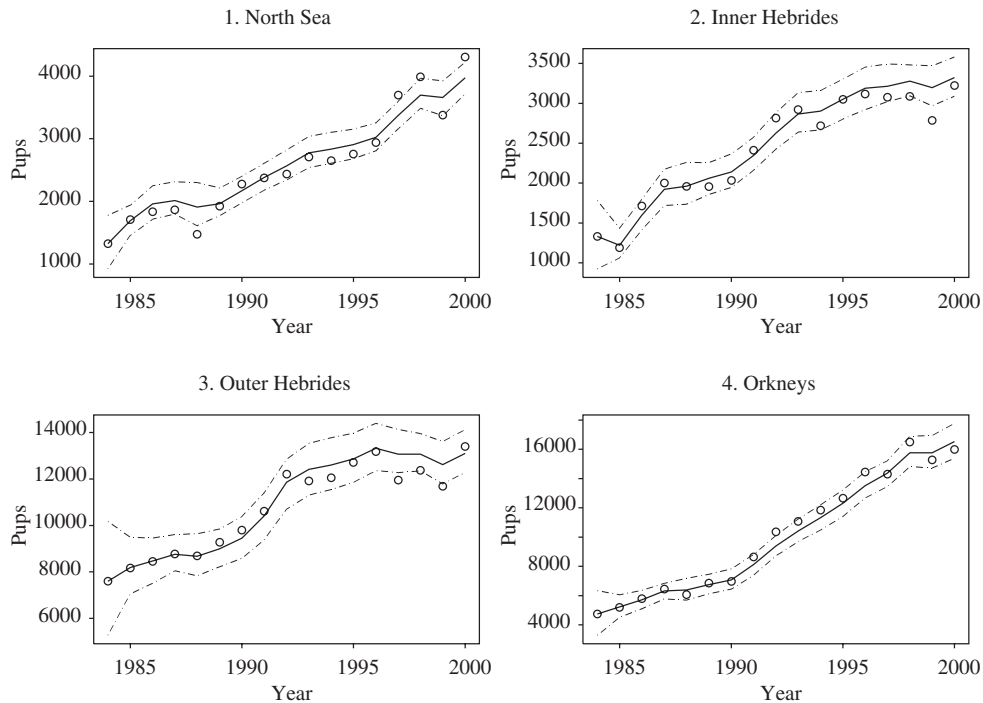 1. North Sea
Pups
4000
3000
2000
1000
1985 1990 1995 2000
Year
2. Inner Hebrides
Pups
3500
3000
2500
2000
1500
1000
1985 1990 1995 2000
Year
3. Outer Hebrides
Pups
14000
12000
10000
8000
6000
1985 1990 1995 2000
Year
4. Orkneys
Pups
16000
12000
8000
4000
1985 1990 1995 2000
Year